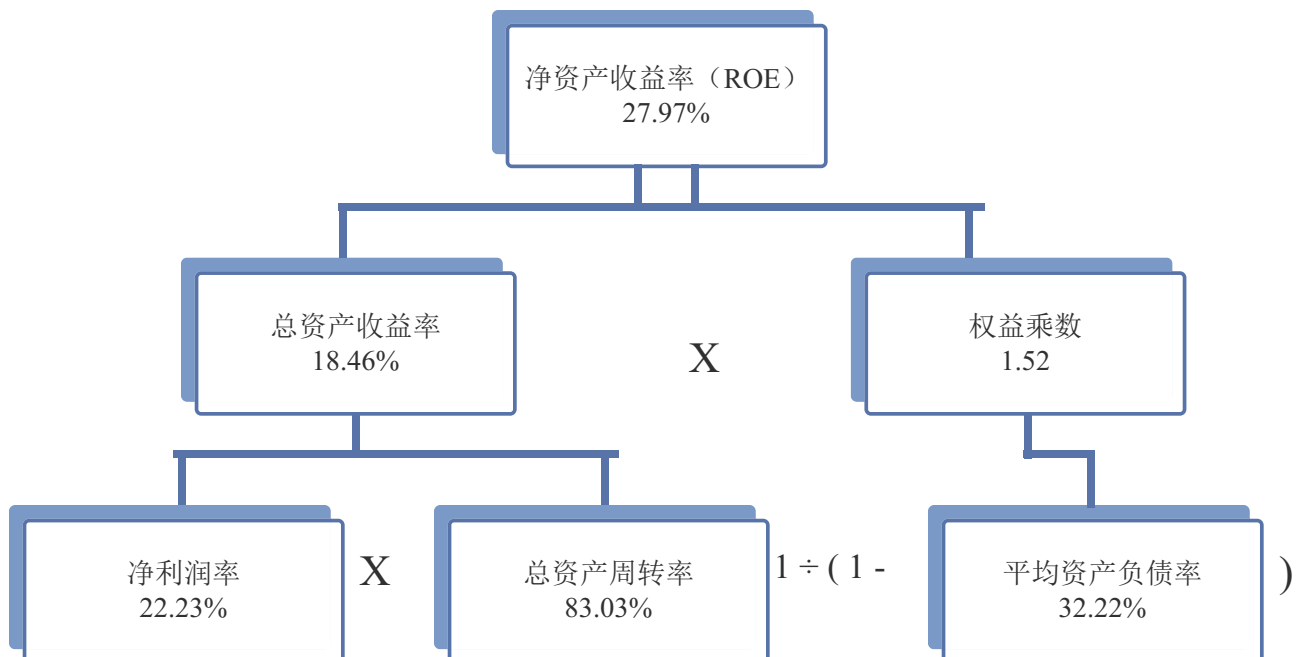 净资产收益率（ROE）
27.97%
总资产收益率
18.46%
X
权益乘数
1.52
净利润率
22.23%
X
总资产周转率
83.03%
1 ÷ ( 1 -
平均资产负债率
32.22%
)